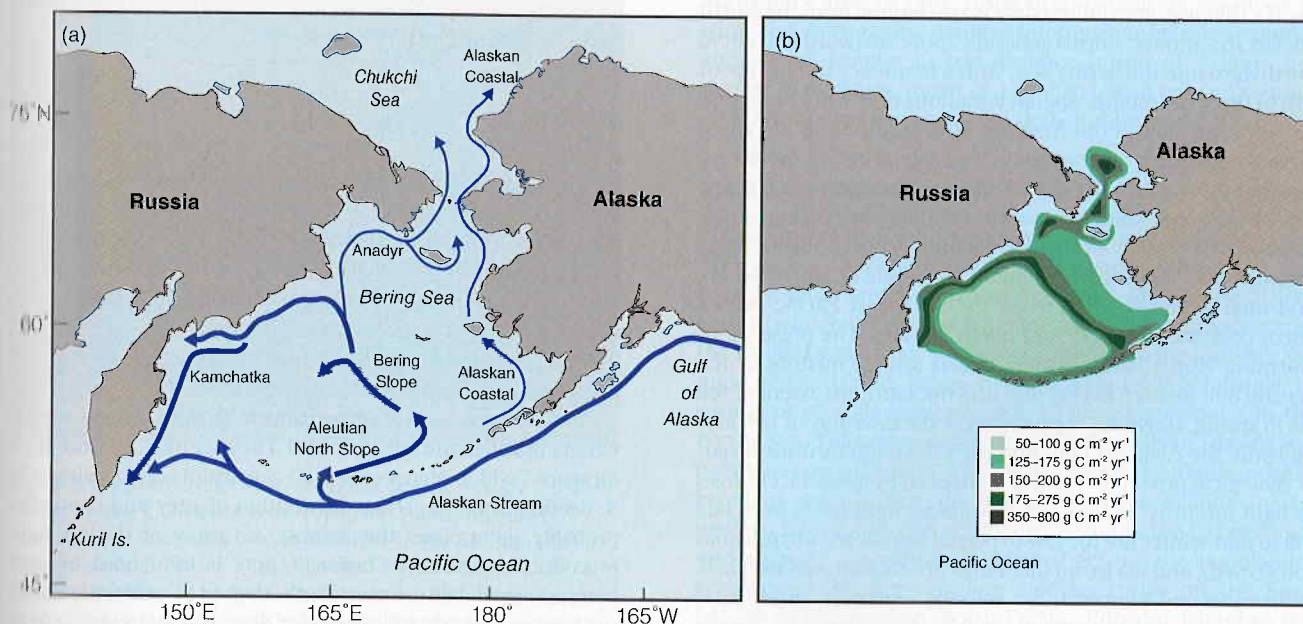 (a)
Chukchi
Sea
Alaskan
Coastal
70°N
Russia
Alaska
Anadyr
Bering Sea
60°
Kamchatka
Bering
Slope
Alaskan
Coastal
Gulf
of
Alaska
Aleutian
North Slope
Alaskan Stream
Kuril Is.
Pacific Ocean
45°
150°E
165°E
180°
165°W
(b)
Alaska
Russia
50–100 g C m⁻² yr⁻¹
125–175 g C m⁻² yr⁻¹
150–200 g C m⁻² yr⁻¹
175–275 g C m⁻² yr⁻¹
350–800 g C m⁻² yr⁻¹
Pacific Ocean